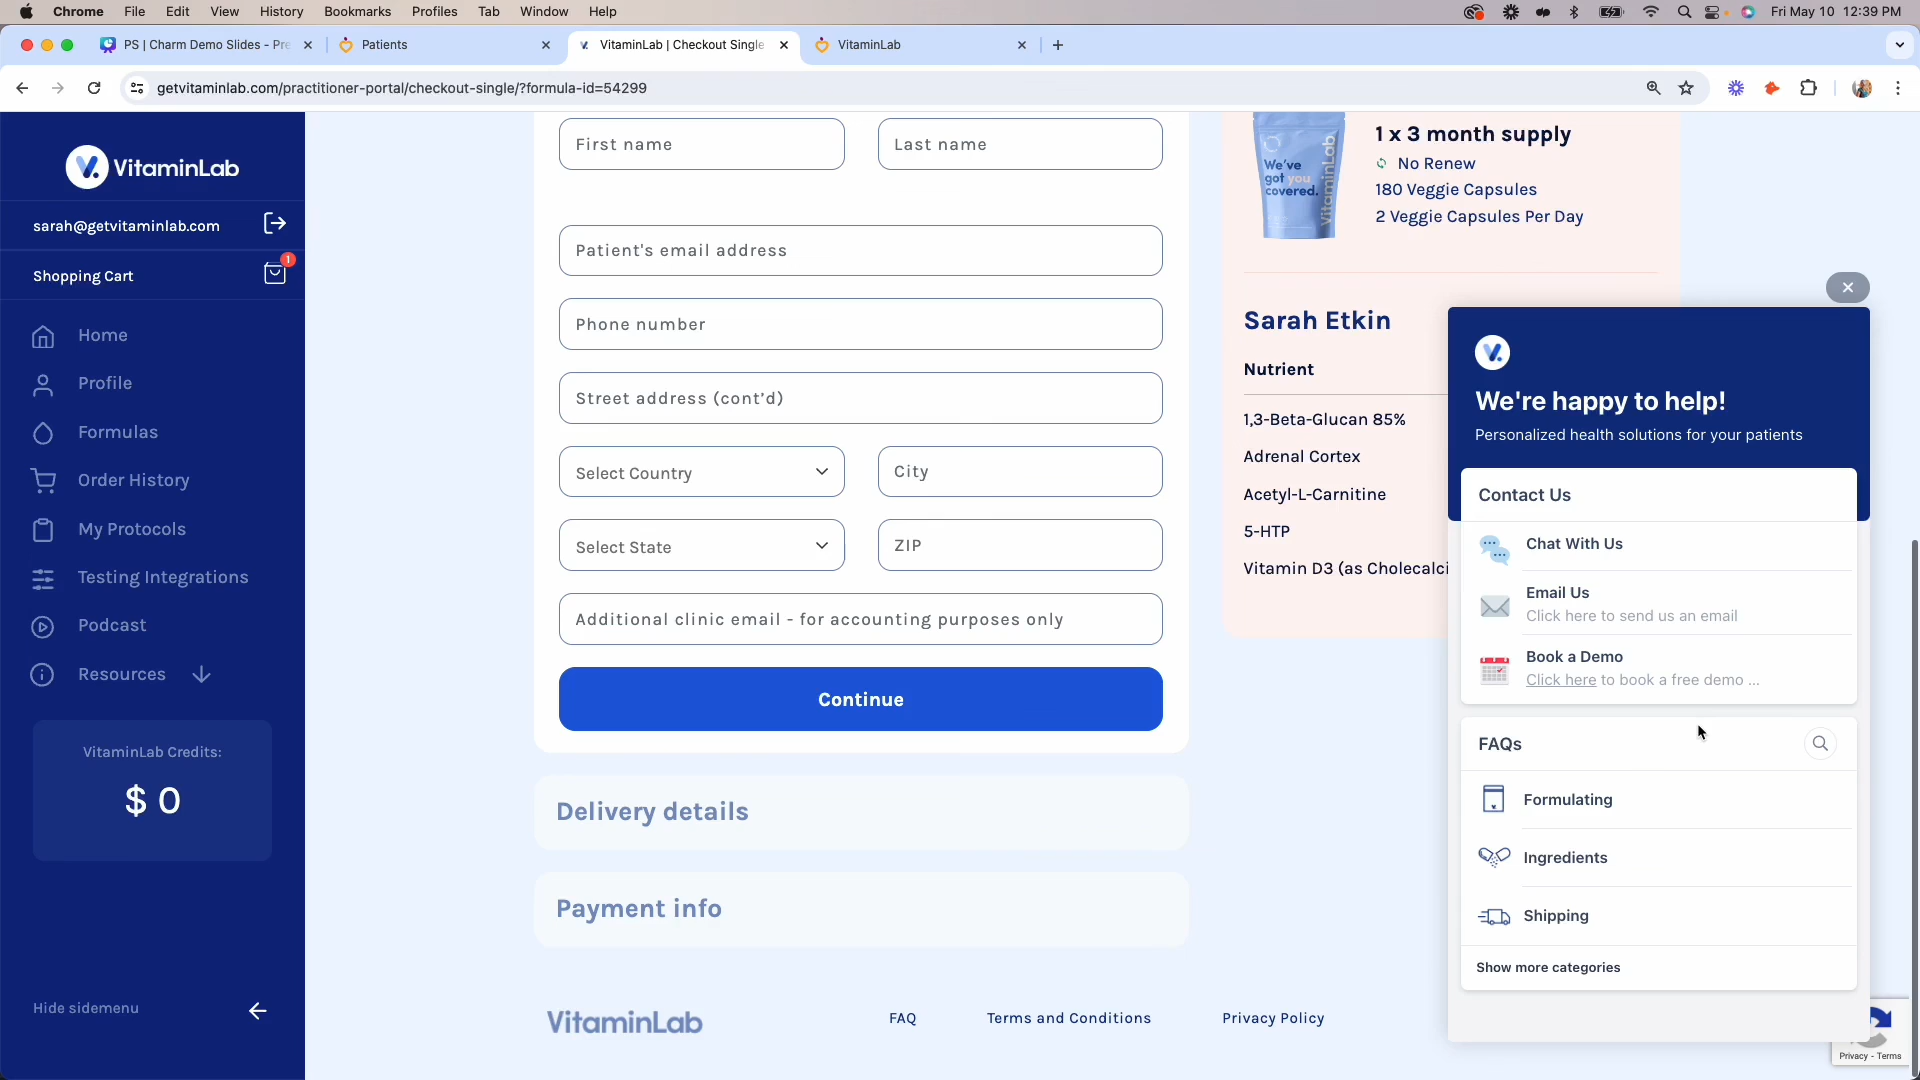 Chrome File Edit View History Bookmarks Profiles Tab Window Help
Fri May 10 12:39 PM
PS | Charm Demo Slides - Pre
Patients
VitaminLab | Checkout Single
VitaminLab
getvitaminlab.com/practitioner-portal/checkout-single/?formula-id=54299
V. VitaminLab
sarah@getvitaminlab.com
Shopping Cart
1
Home
Profile
Formulas
Order History
My Protocols
Testing Integrations
Podcast
Resources
VitaminLab Credits:
$ 0
Hide sidemenu
First name
Last name
Patient's email address
Phone number
Street address (cont'd)
Select Country
City
Select State
ZIP
Additional clinic email - for accounting purposes only
Continue
Delivery details
Payment info
We've
got you
covered.
VitaminLab
1 x 3 month supply
No Renew
180 Veggie Capsules
2 Veggie Capsules Per Day
Sarah Etkin
Nutrient
1,3-Beta-Glucan 85%
Adrenal Cortex
Acetyl-L-Carnitine
5-HTP
Vitamin D3 (as Cholecalci
V.
We're happy to help!
Personalized health solutions for your patients
Contact Us
Chat With Us
Email Us
Click here to send us an email
Book a Demo
Click here to book a free demo ...
FAQs
Formulating
Ingredients
Shipping
Show more categories
VitaminLab
FAQ
Terms and Conditions
Privacy Policy
Privacy - Terms